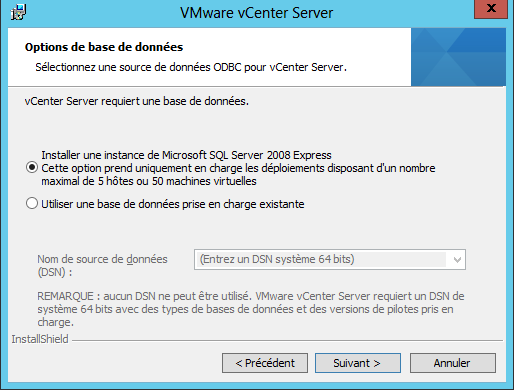 VMware vCenter Server
x
Options de base de données
Sélectionnez une source de données ODBC pour vCenter Server.
vCenter Server requiert une base de données.
Installer une instance de Microsoft SQL Server 2008 Express
Cette option prend uniquement en charge les déploiements disposant d'un nombre
maximal de 5 hôtes ou 50 machines virtuelles
Utiliser une base de données prise en charge existante
Nom de source de données
(DSN) :
(Entrez un DSN système 64 bits)
REMARQUE : aucun DSN ne peut être utilisé. VMware vCenter Server requiert un DSN de
système 64 bits avec des types de bases de données et des versions de pilotes pris en
charge.
InstallShield
< Précédent
Suivant >
Annuler